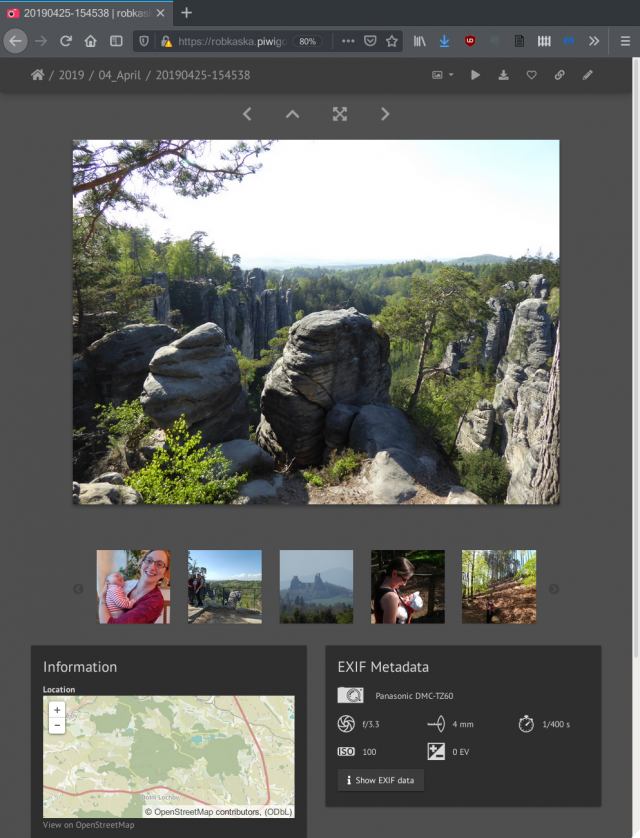 20190425-154538 | robkas
https://robkaska.piwigo
80%
/ 2019 / 04_April / 20190425-154538
Information
Location
+
−
Dolní Lochov
© OpenStreetMap contributors, (ODbL)
View on OpenStreetMap
EXIF Metadata
Panasonic DMC-TZ60
f/3.3
4 mm
1/400 s
ISO
100
0 EV
i Show EXIF data